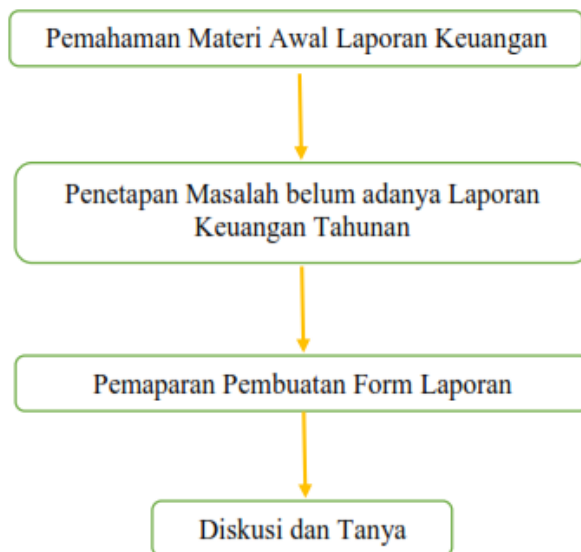 Pemahaman Materi Awal Laporan Keuangan
Penetapan Masalah belum adanya Laporan
Keuangan Tahunan
Pemaparan Pembuatan Form Laporan
Diskusi dan Tanya